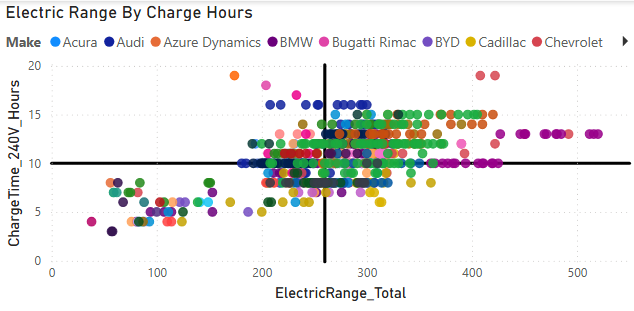 Electric Range By Charge Hours
Make Acura Audi Azure Dynamics BMW Bugatti Rimac BYD Cadillac Chevrolet
ChargeTime_240V_Hours
20
15
10
5
0
0 100 200 300 400 500
ElectricRange_Total